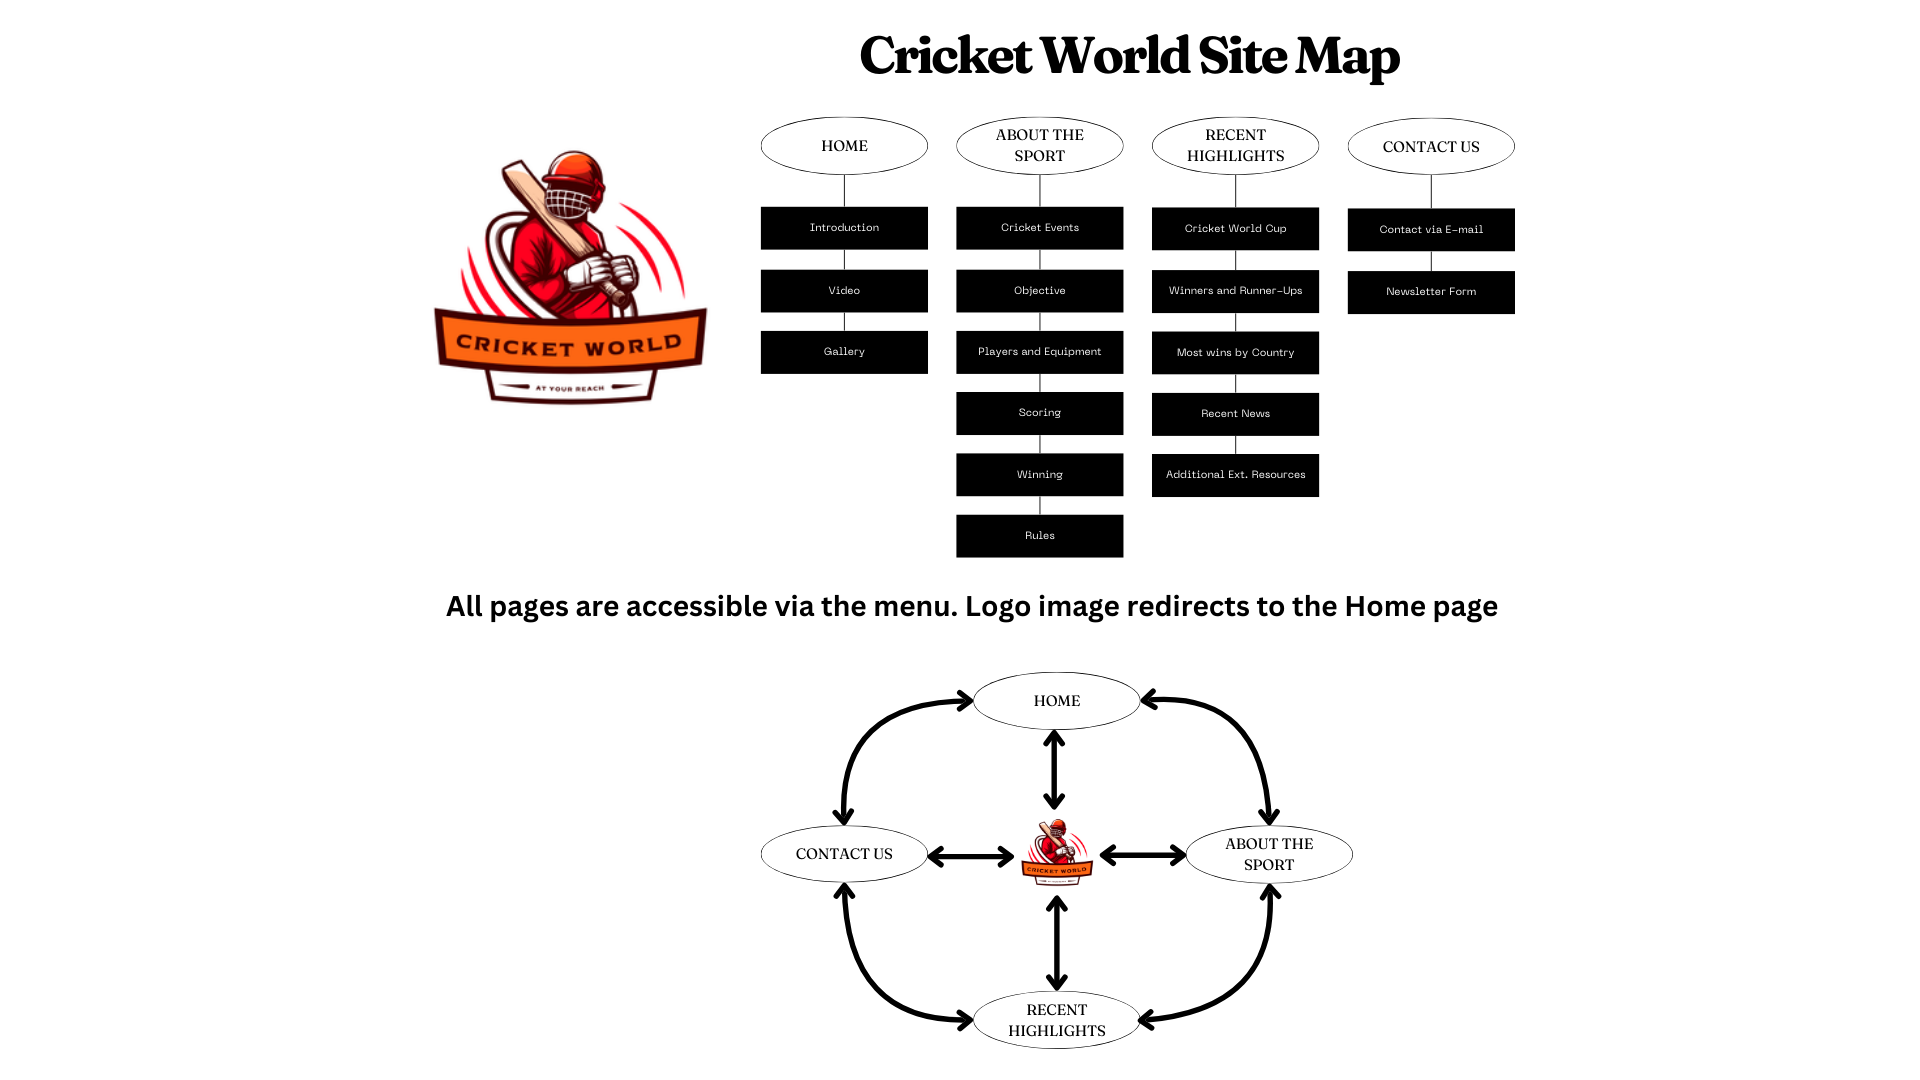 Cricket World Site Map
CRICKET WORLD
AT YOUR REACH
HOME
Introduction
Video
Gallery
ABOUT THE
SPORT
Cricket Events
Objective
Players and Equipment
Scoring
Winning
Rules
RECENT
HIGHLIGHTS
Cricket World Cup
Winners and Runner-Ups
Most wins by Country
Recent News
Additional Ext. Resources
CONTACT US
Contact via E-mail
Newsletter Form
All pages are accessible via the menu. Logo image redirects to the Home page
HOME
CONTACT US
CRICKET WORLD
ABOUT THE
SPORT
RECENT
HIGHLIGHTS